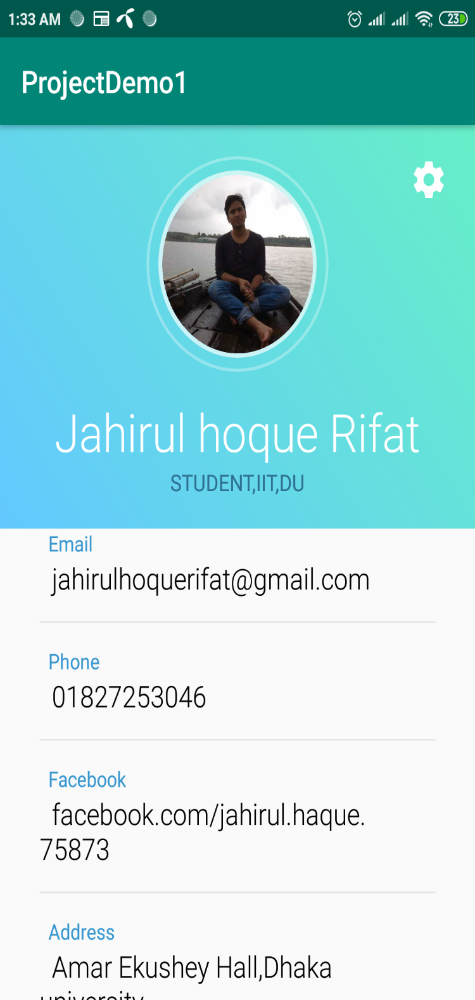 1:33 AM 23
ProjectDemo1
Jahirul hoque Rifat
STUDENT,IIT,DU
Email
jahirulhoquerifat@gmail.com
Phone
01827253046
Facebook
facebook.com/jahirul.haque.
75873
Address
Amar Ekushey Hall,Dhaka
university